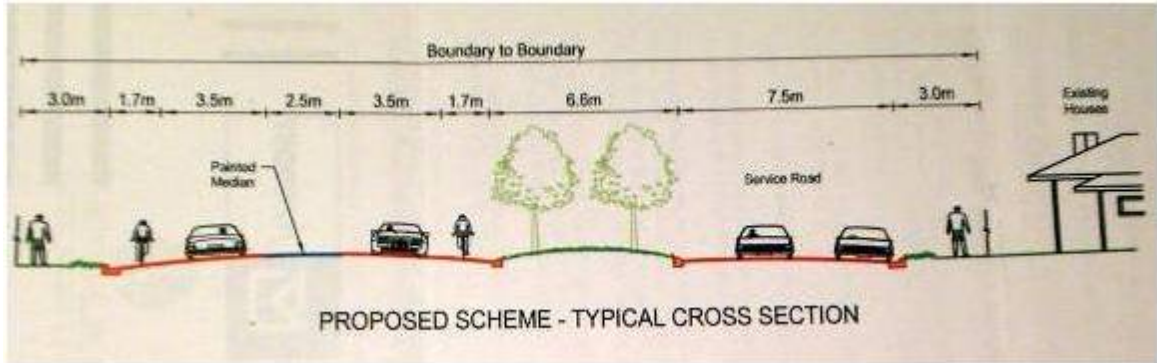 Boundary to Boundary
3.0m 1.7m 3.5m 2.5m 3.5m 1.7m 6.6m 7.5m 3.0m
Existing
Houses
Painted
Median
Service Road
PROPOSED SCHEME - TYPICAL CROSS SECTION